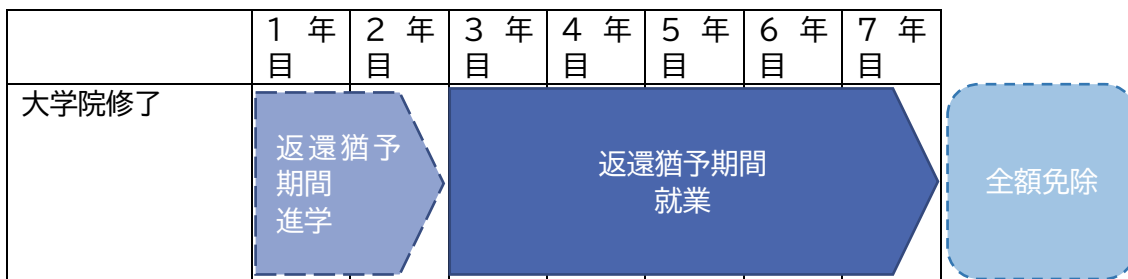 1年目 2年目 3年目 4年目 5年目 6年目 7年目
大学院修了
返還猶予
期間
進学
返還猶予期間
就業
全額免除